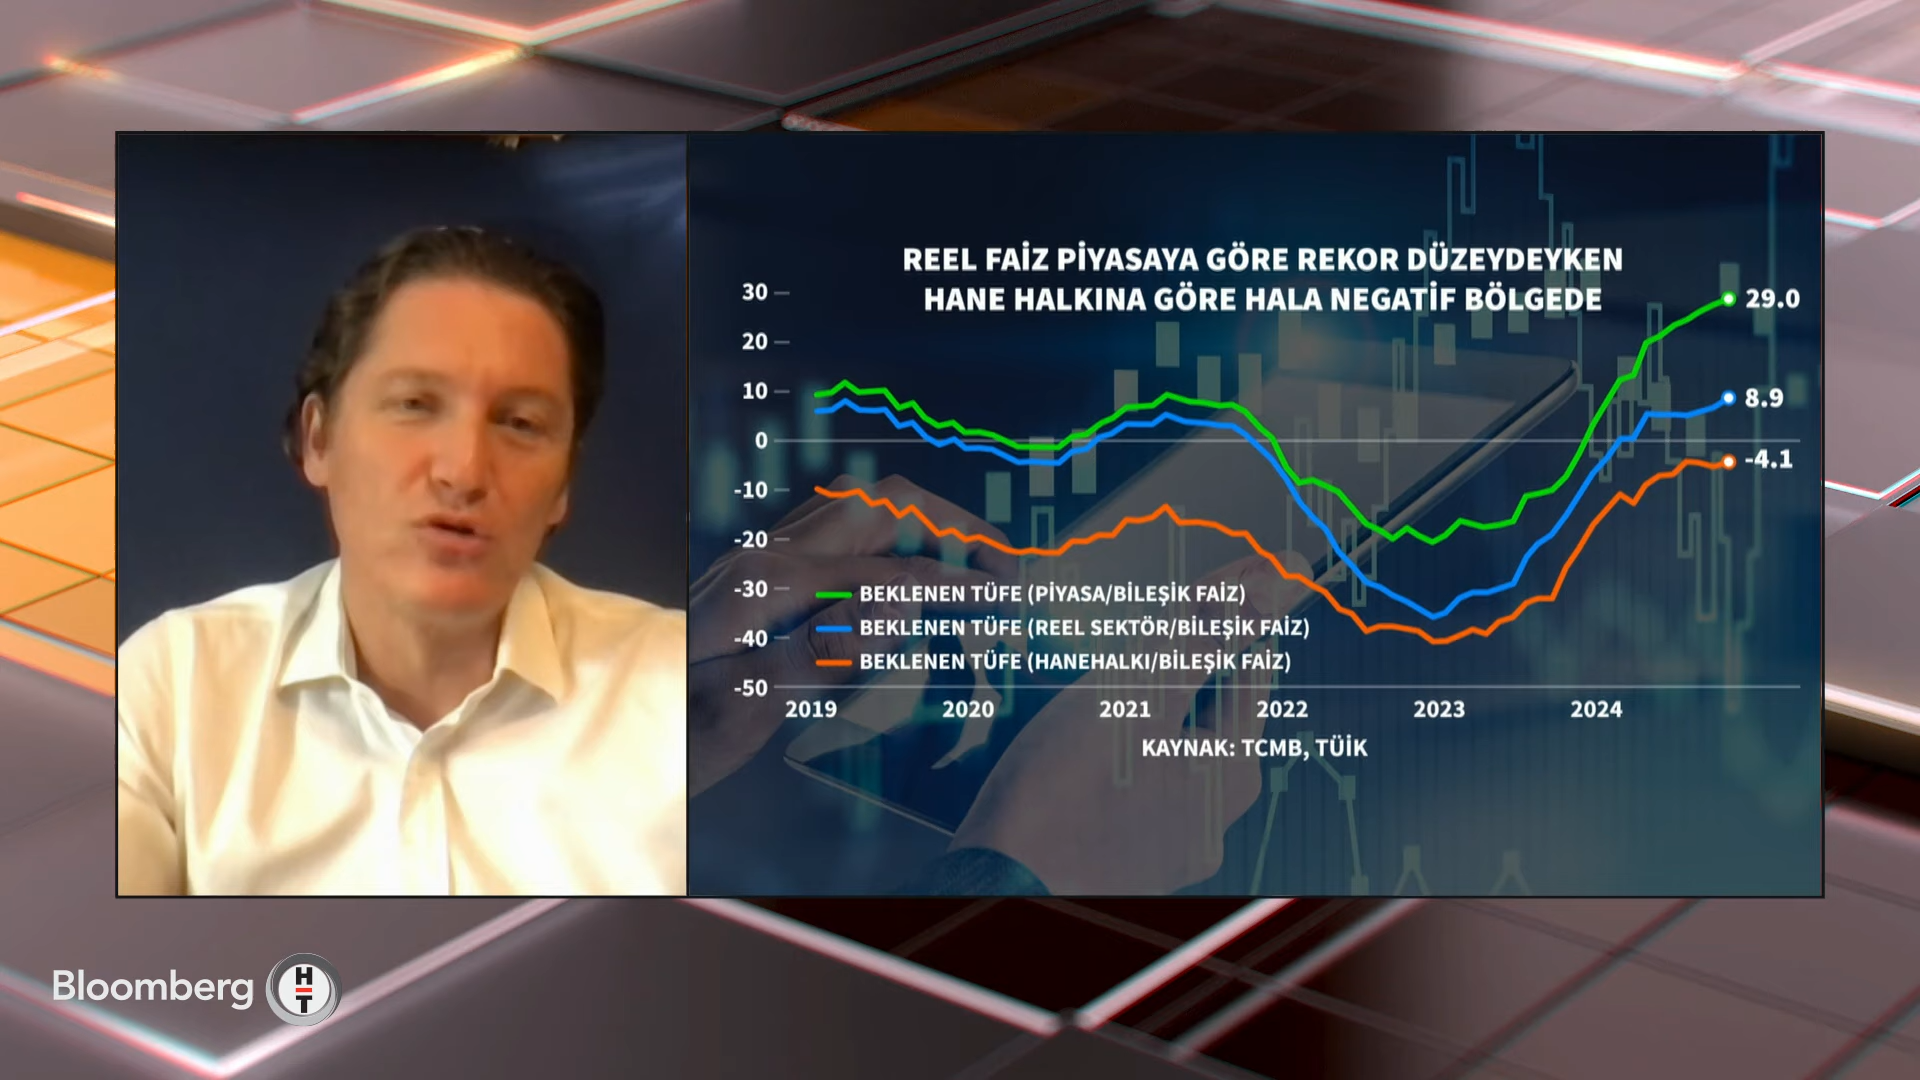 REEL FAİZ PİYASAYA GÖRE REKOR DÜZEYDEYKEN
HANE HALKINA GÖRE HALA NEGATİF BÖLGEDE
30
20
10
0
-10
-20
-30
-40
-50
29.0
8.9
-4.1
BEKLENEN TÜFE (PİYASA/BİLEŞİK FAİZ)
BEKLENEN TÜFE (REEL SEKTÖR/BİLEŞİK FAİZ)
BEKLENEN TÜFE (HANEHALKI/BİLEŞİK FAİZ)
2019 2020 2021 2022 2023 2024
KAYNAK: TCMB, TÜİK
Bloomberg HT